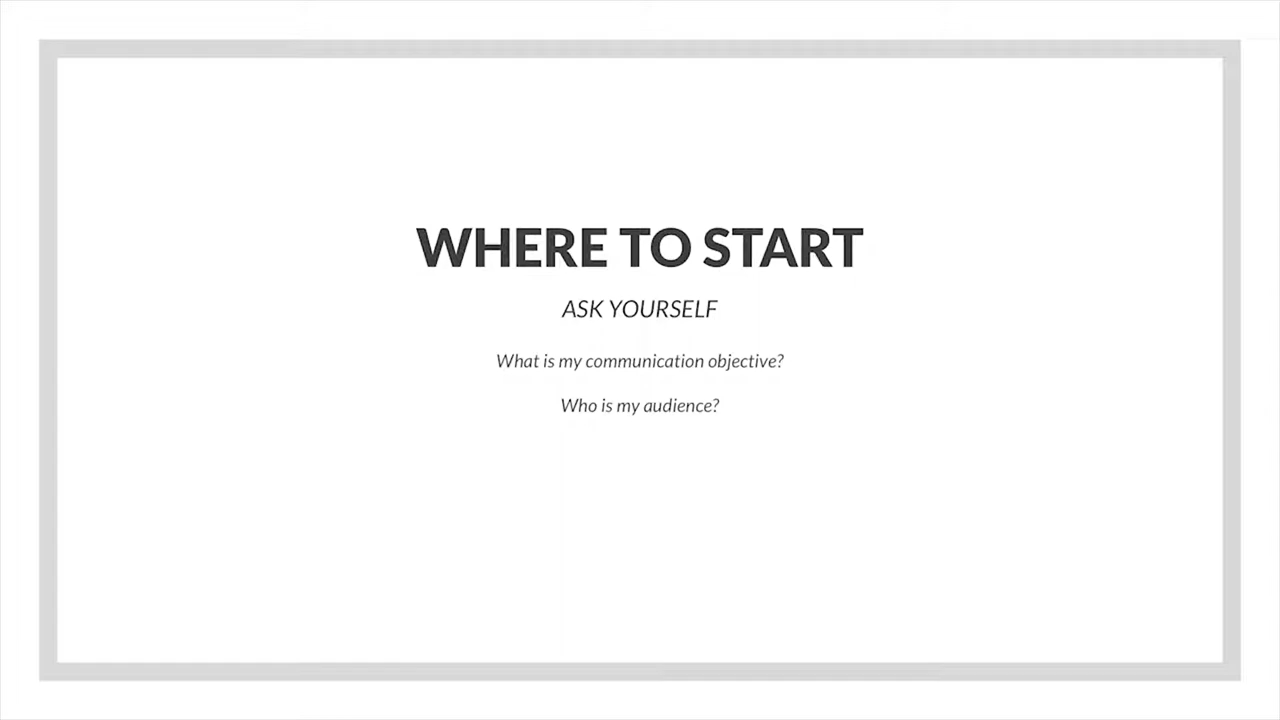 WHERE TO START
ASK YOURSELF
What is my communication objective?
Who is my audience?